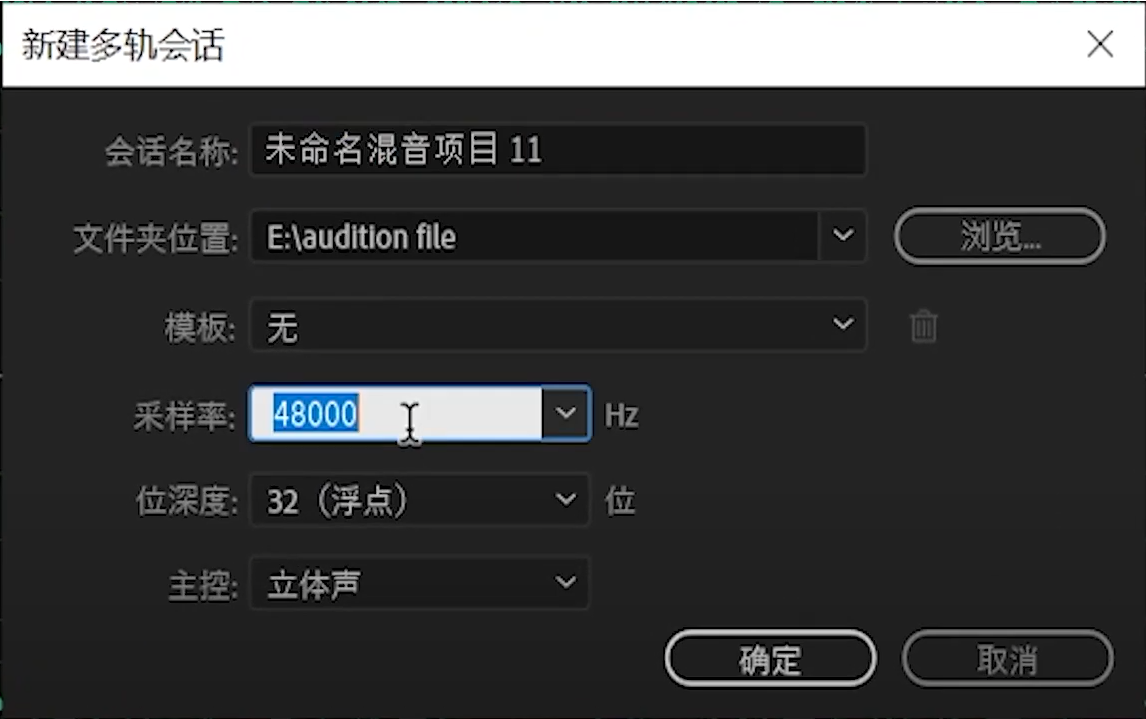 新建多轨会话
会话名称: 未命名混音项目 11
文件夹位置: E:\audition file 浏览...
模板: 无
采样率: 48000 Hz
位深度: 32（浮点） 位
主控: 立体声
确定 取消